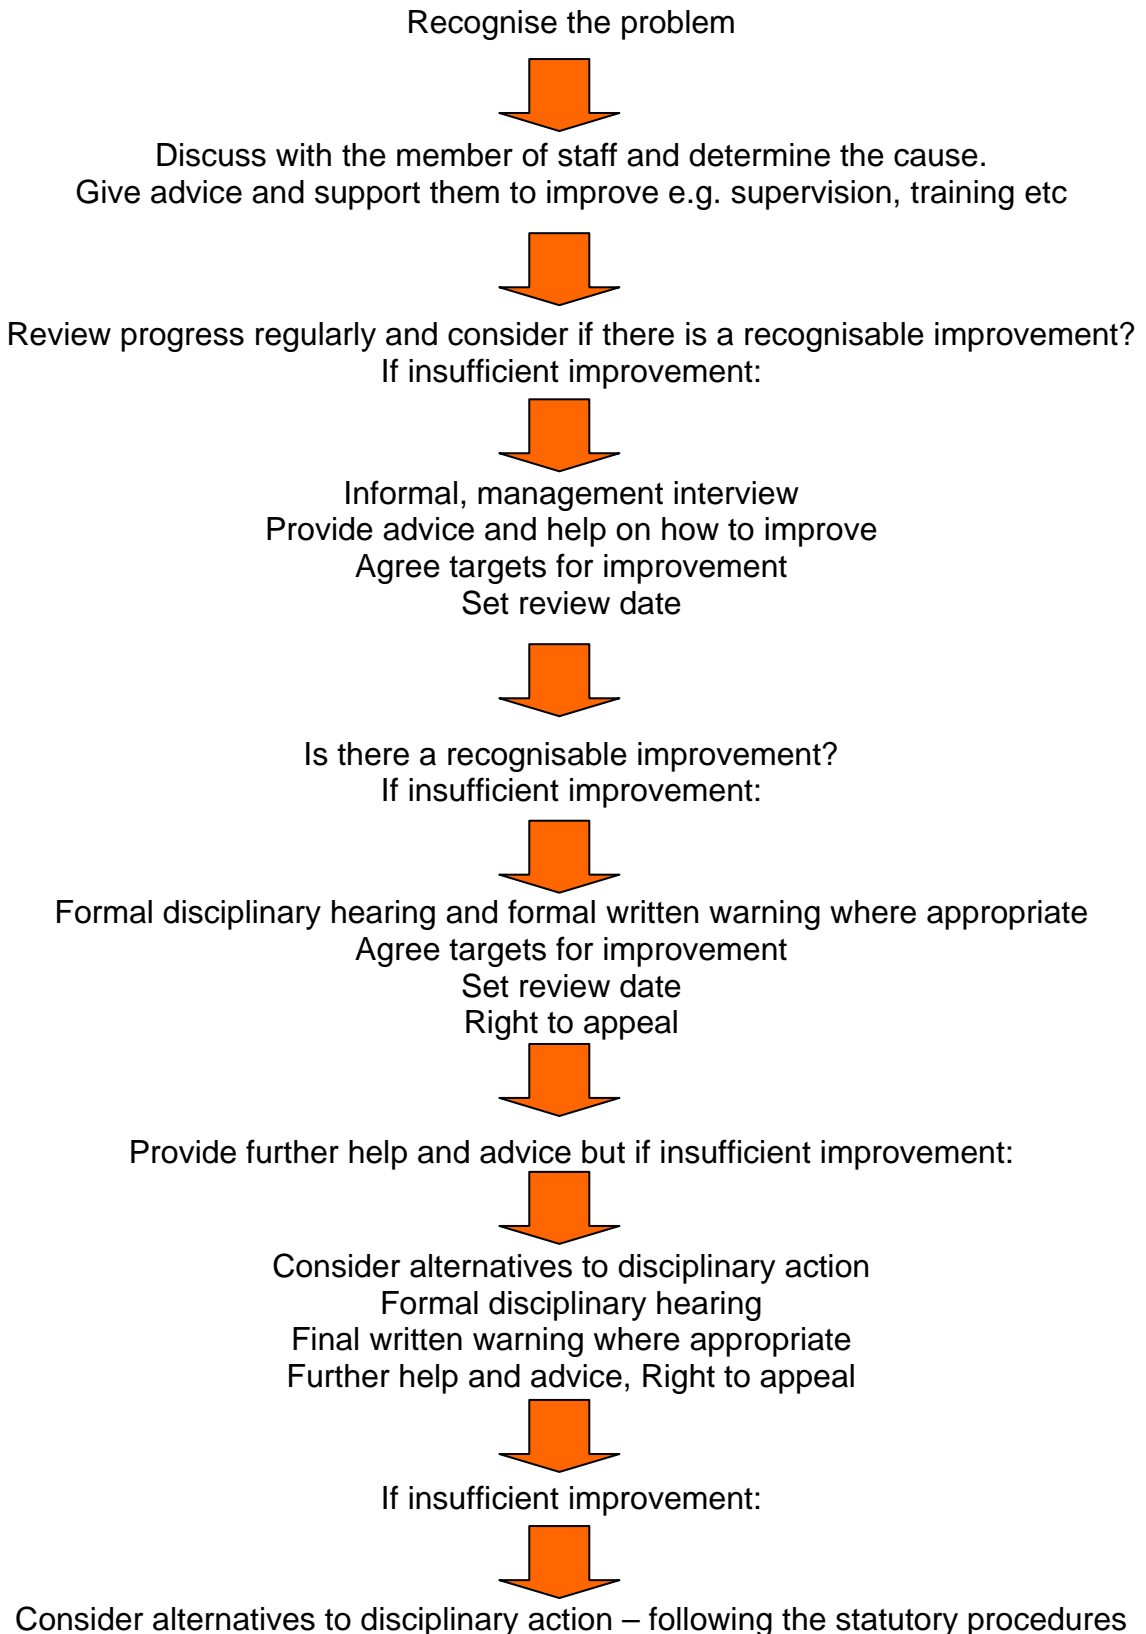 Recognise the problem
Discuss with the member of staff and determine the cause.
Give advice and support them to improve e.g. supervision, training etc
Review progress regularly and consider if there is a recognisable improvement?
If insufficient improvement:
Informal, management interview
Provide advice and help on how to improve
Agree targets for improvement
Set review date
Is there a recognisable improvement?
If insufficient improvement:
Formal disciplinary hearing and formal written warning where appropriate
Agree targets for improvement
Set review date
Right to appeal
Provide further help and advice but if insufficient improvement:
Consider alternatives to disciplinary action
Formal disciplinary hearing
Final written warning where appropriate
Further help and advice, Right to appeal
If insufficient improvement:
Consider alternatives to disciplinary action – following the statutory procedures